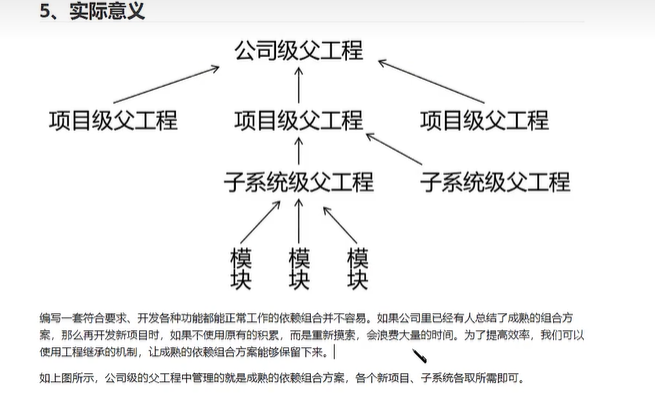 5、实际意义
公司级父工程
项目级父工程 项目级父工程 项目级父工程
子系统级父工程 子系统级父工程
模块 模块 模块
编写一套符合要求、开发各种功能都能正常工作的依赖组合并不容易。如果公司里已经有人总结了成熟的组合方
案，那么再开发新项目时，如果不使用原有的积累，而是重新摸索，会浪费大量的时间。为了提高效率，我们可以
使用工程继承的机制，让成熟的依赖组合方案能够保留下来。
如上图所示，公司级的父工程中管理的就是成熟的依赖组合方案，各个新项目、子系统各取所需即可。